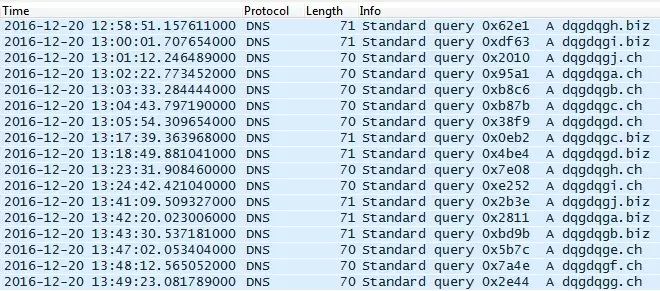 Time Protocol Length Info
2016-12-20 12:58:51.157611000 DNS 71 Standard query 0x62e1 A dqgdqgh.biz
2016-12-20 13:00:01.707654000 DNS 71 Standard query 0xdf63 A dqgdqgi.biz
2016-12-20 13:01:12.246489000 DNS 70 Standard query 0x2010 A dqgdqgj.ch
2016-12-20 13:02:22.773452000 DNS 70 Standard query 0x95a1 A dqgdqga.ch
2016-12-20 13:03:33.284444000 DNS 70 Standard query 0xb8c6 A dqgdqgb.ch
2016-12-20 13:04:43.797190000 DNS 70 Standard query 0xb87b A dqgdqgc.ch
2016-12-20 13:05:54.309654000 DNS 70 Standard query 0x38f9 A dqgdqgd.ch
2016-12-20 13:17:39.363968000 DNS 71 Standard query 0x0eb2 A dqgdqgc.biz
2016-12-20 13:18:49.881041000 DNS 71 Standard query 0x4be4 A dqgdqgd.biz
2016-12-20 13:23:31.908460000 DNS 70 Standard query 0x7e08 A dqgdqgh.ch
2016-12-20 13:24:42.421040000 DNS 70 Standard query 0xe252 A dqgdqgi.ch
2016-12-20 13:41:09.509327000 DNS 71 Standard query 0x2b3e A dqgdqgj.biz
2016-12-20 13:42:20.023006000 DNS 71 Standard query 0x2811 A dqgdqga.biz
2016-12-20 13:43:30.537181000 DNS 71 Standard query 0xbd9b A dqgdqgb.biz
2016-12-20 13:47:02.053404000 DNS 70 Standard query 0x5b7c A dqgdqge.ch
2016-12-20 13:48:12.565052000 DNS 70 Standard query 0x7a4e A dqgdqgf.ch
2016-12-20 13:49:23.081789000 DNS 70 Standard query 0x2e44 A dqgdqgg.ch